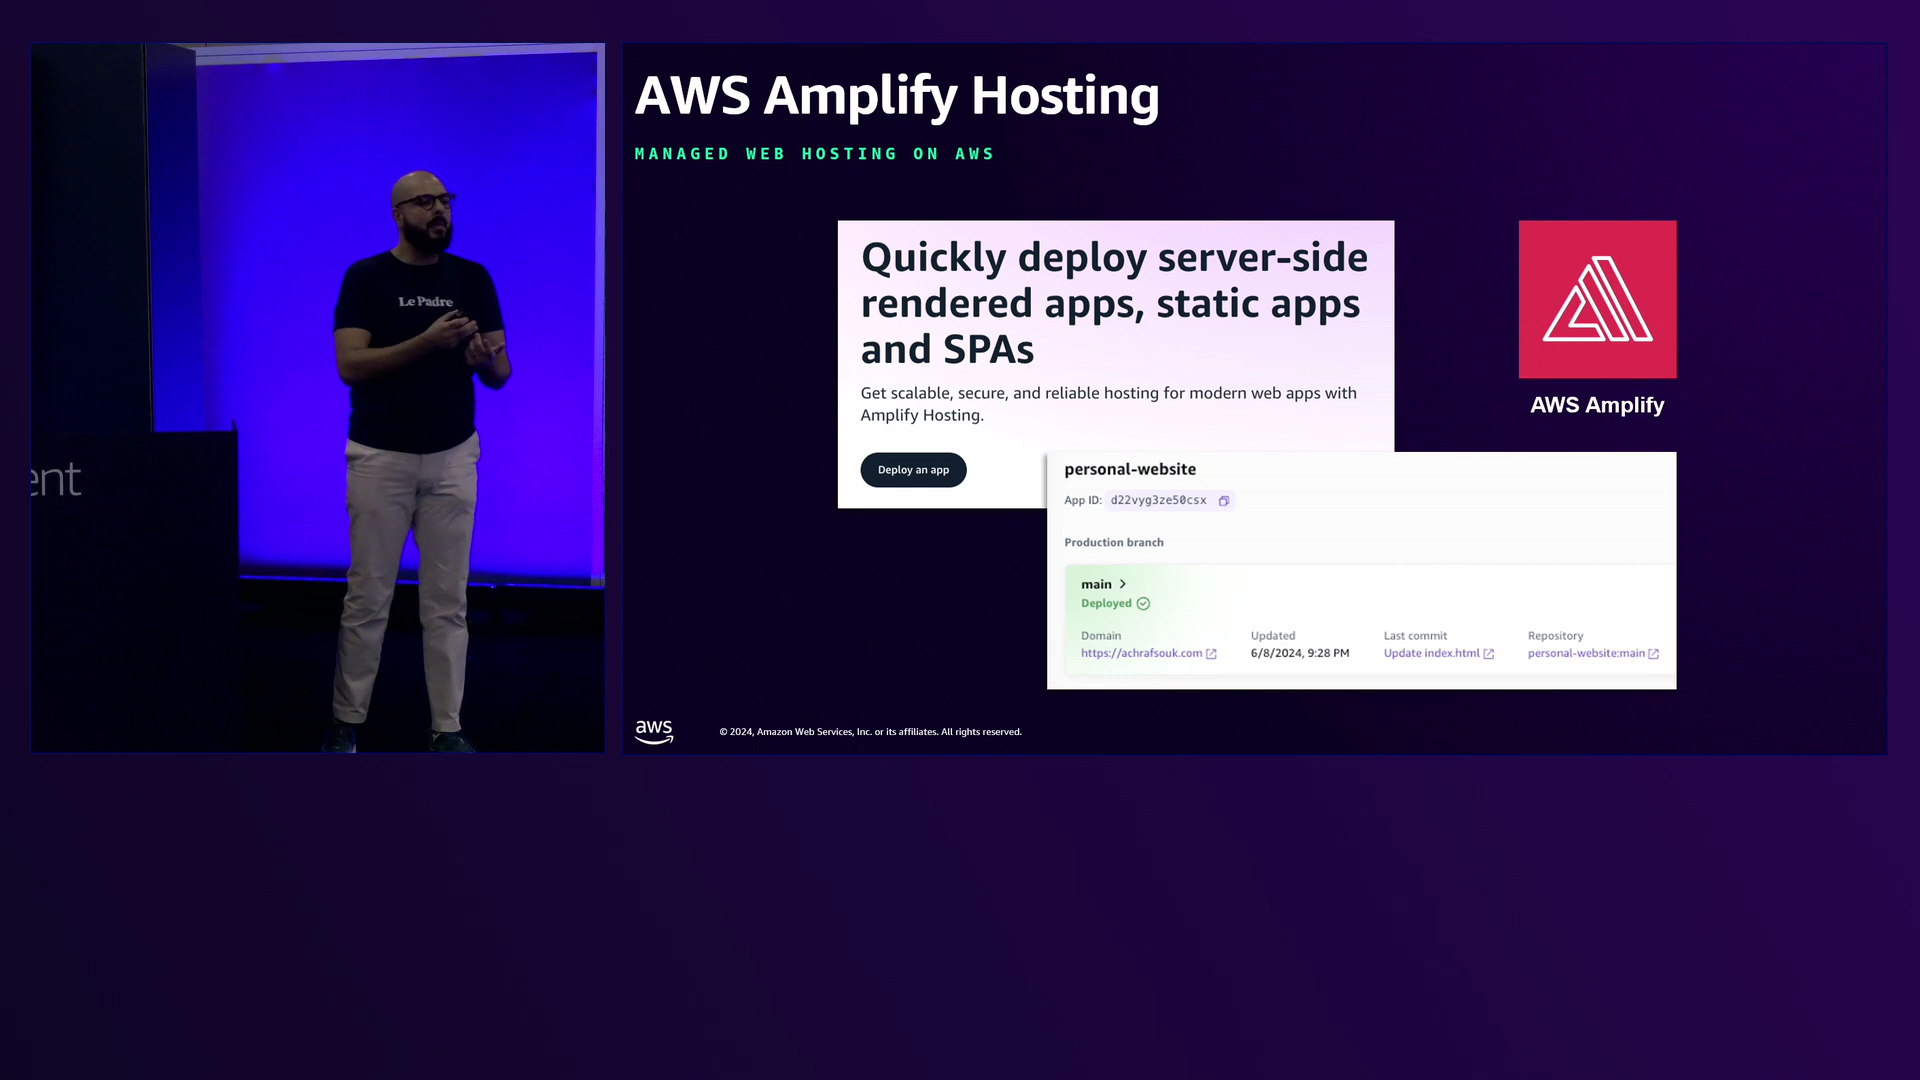 Le Padre
ent
AWS Amplify Hosting
MANAGED WEB HOSTING ON AWS
Quickly deploy server-side
rendered apps, static apps
and SPAs
Get scalable, secure, and reliable hosting for modern web apps with
Amplify Hosting.
Deploy an app
AWS Amplify
personal-website
App ID: d22vyg3ze50csx
Production branch
main
Deployed
Domain Updated Last commit Repository
https://achrafsouk.com 6/8/2024, 9:28 PM Update index.html personal-website:main
aws
© 2024, Amazon Web Services, Inc. or its affiliates. All rights reserved.